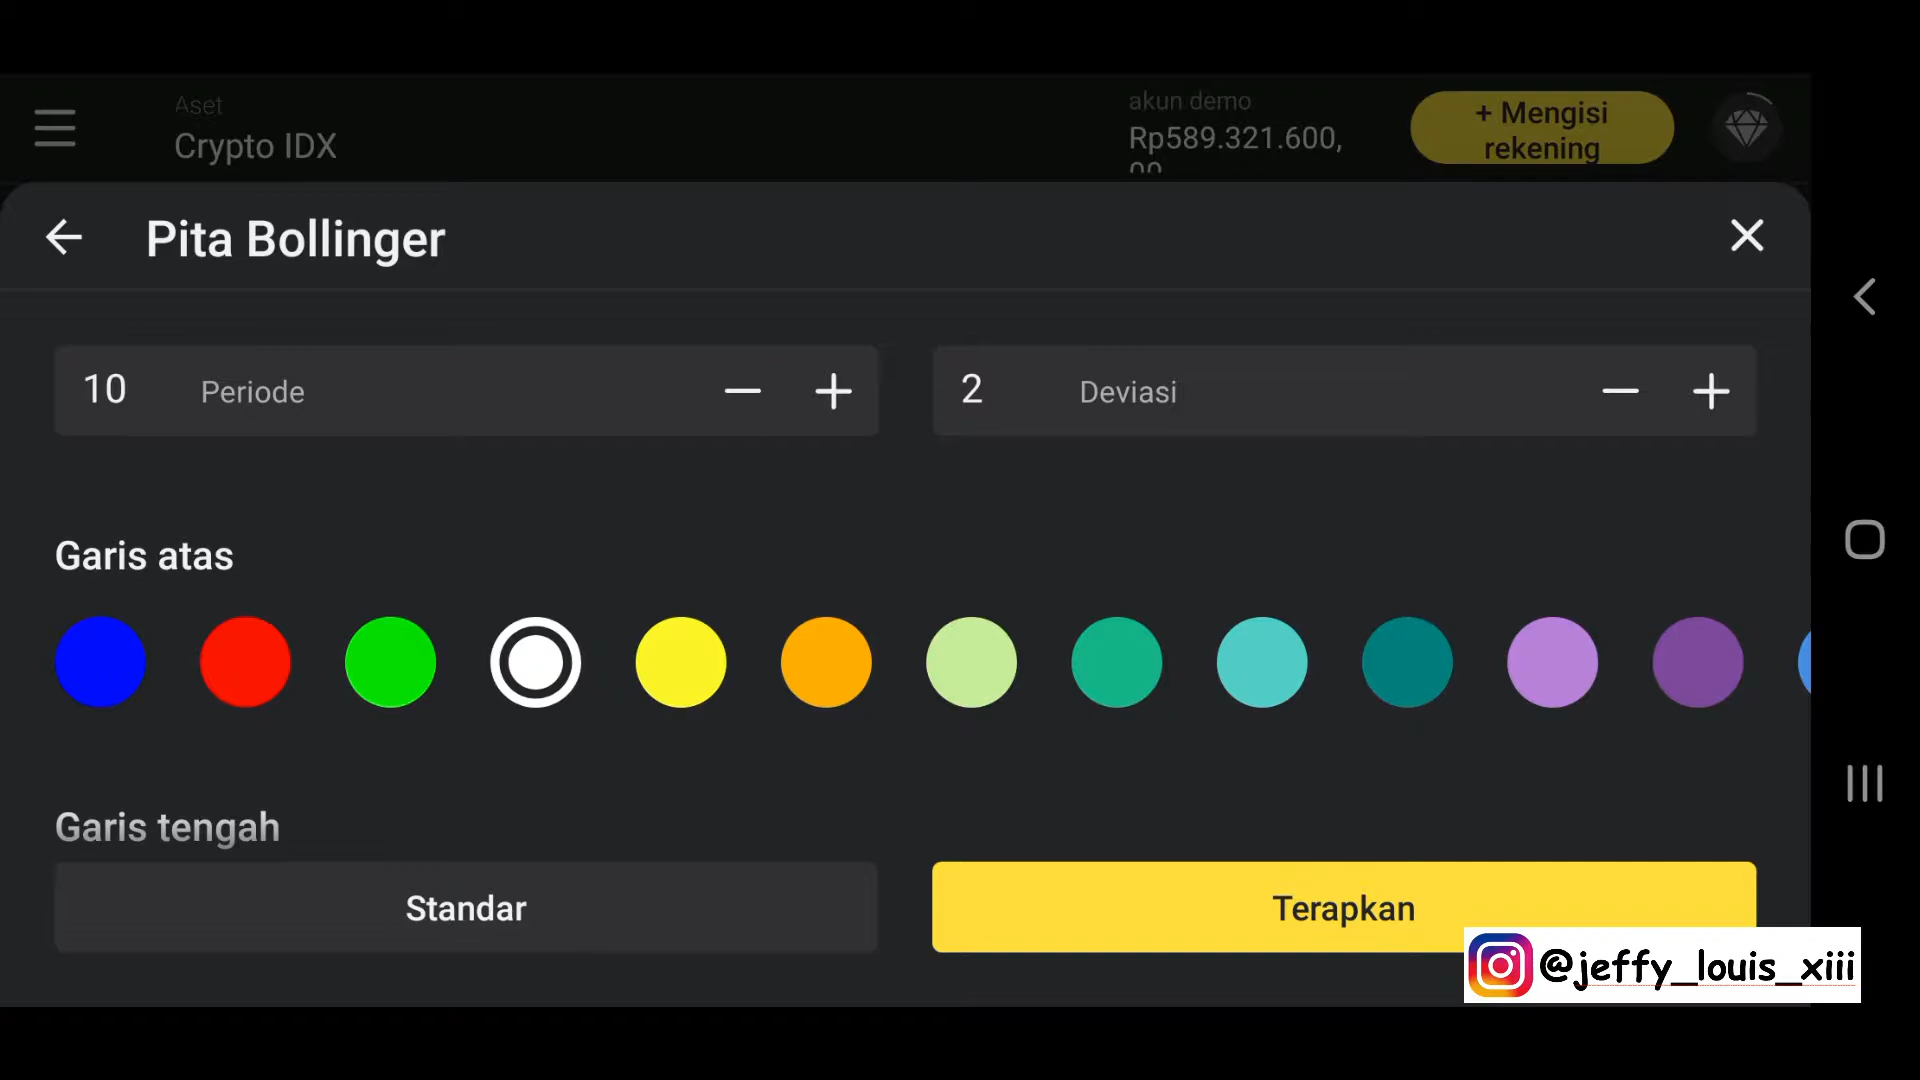 Aset
Crypto IDX
akun demo
Rp589.321.600,
+ Mengisi
rekening
Pita Bollinger
10 Periode
2 Deviasi
Garis atas
Garis tengah
Standar
Terapkan
@jeffy_louis_xiii